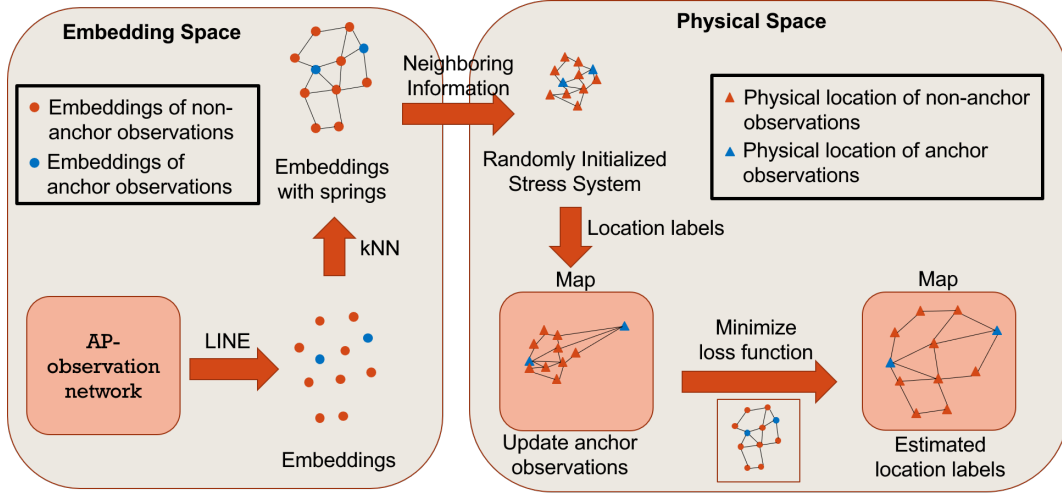 Embedding Space
Embeddings of non-
anchor observations
Embeddings of
anchor observations
Embeddings
with springs
kNN
AP-
observation
network
LINE
Embeddings
Neighboring
Information
Physical Space
Physical location of non-anchor
observations
Physical location of anchor
observations
Randomly Initialized
Stress System
Location labels
Map
Update anchor
observations
Minimize
loss function
Map
Estimated
location labels